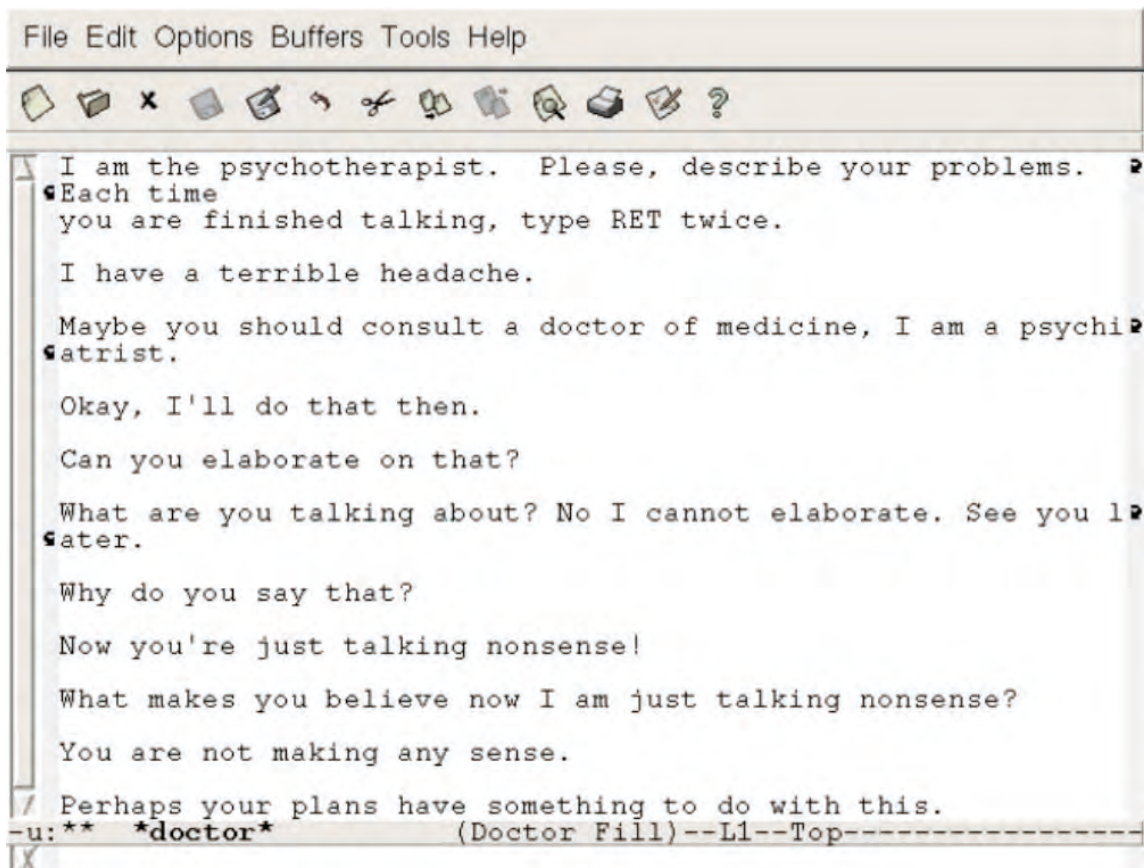 File Edit Options Buffers Tools Help
I am the psychotherapist.  Please, describe your problems.
Each time
you are finished talking, type RET twice.
I have a terrible headache.
Maybe you should consult a doctor of medicine, I am a psychi
atrist.
Okay, I'll do that then.
Can you elaborate on that?
What are you talking about? No I cannot elaborate. See you l
ater.
Why do you say that?
Now you're just talking nonsense!
What makes you believe now I am just talking nonsense?
You are not making any sense.
Perhaps your plans have something to do with this.
-u:**  *doctor*          (Doctor Fill)--L1--Top-----------------